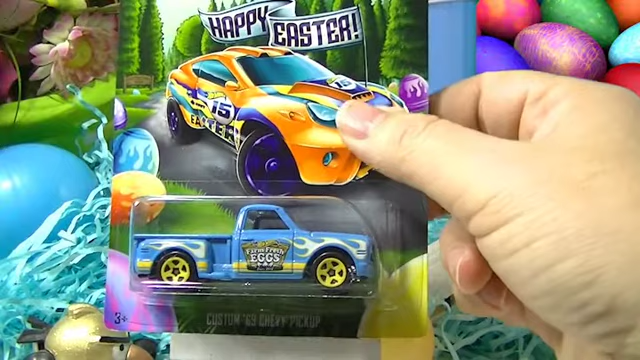 HAPPY EASTER!
15
15
EASTER
Farm Fresh
EGGS
3+
CUSTOM '69 CHEVY PICKUP